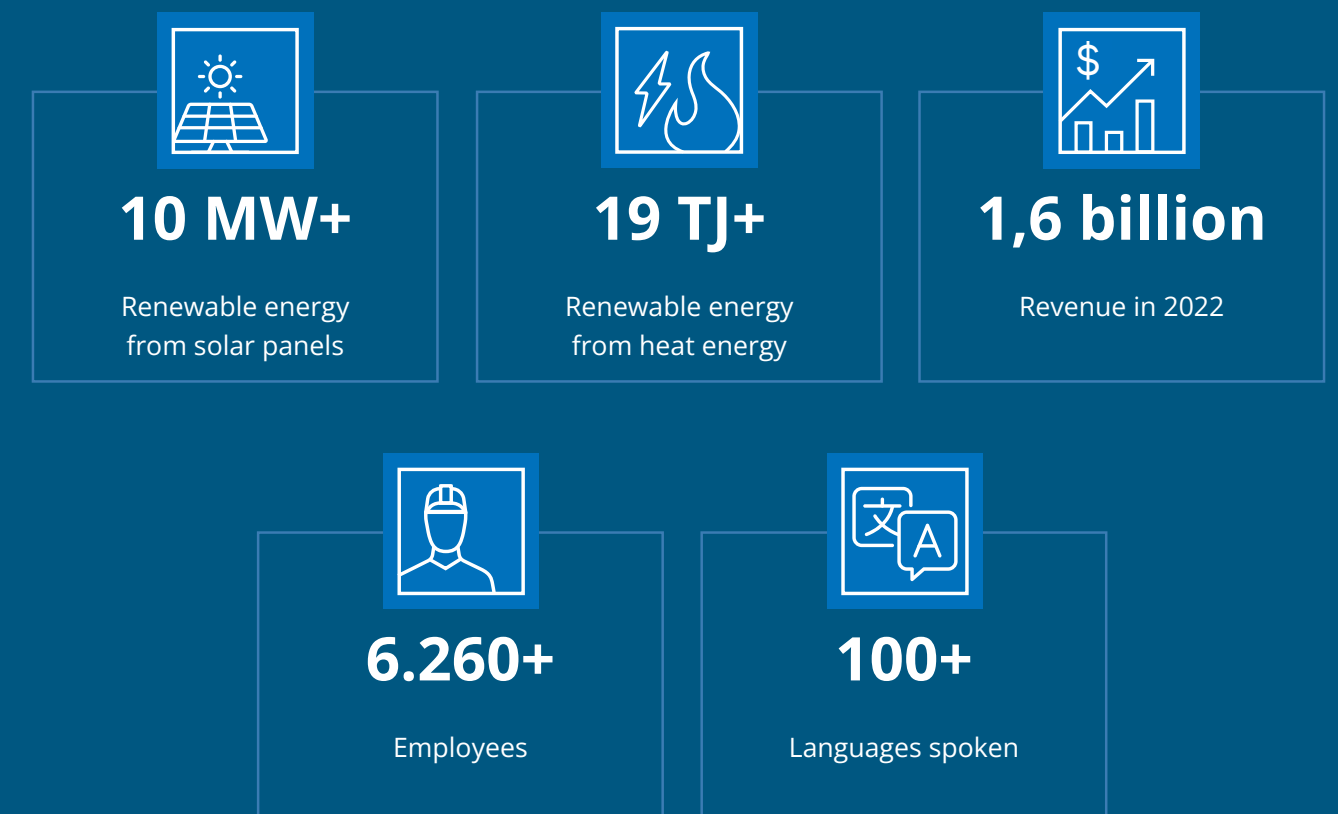 $
10 MW+
Renewable energy
from solar panels
19 TJ+
Renewable energy
from heat energy
1,6 billion
Revenue in 2022
文
A
6.260+
Employees
100+
Languages spoken